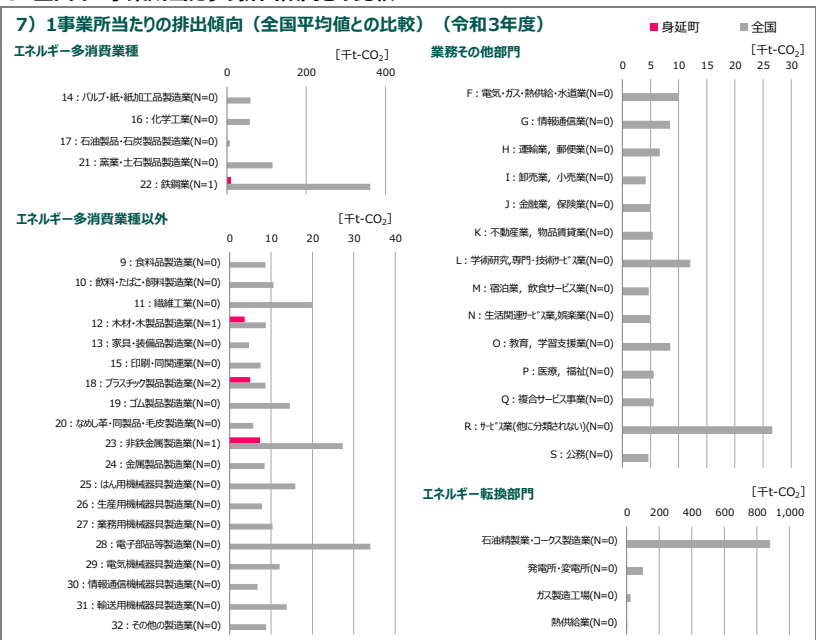 7）1事業所当たりの排出傾向（全国平均値との比較）（令和3年度）
■身延町 ■全国
エネルギー多消費業種
[千t-CO2]
0 200 400
14：パルプ・紙・紙加工品製造業(N=0)
16：化学工業(N=0)
17：石油製品・石炭製品製造業(N=0)
21：窯業・土石製品製造業(N=0)
22：鉄鋼業(N=1)
エネルギー多消費業種以外
[千t-CO2]
0 10 20 30 40
9：食料品製造業(N=0)
10：飲料・たばこ・飼料製造業(N=0)
11：繊維工業(N=0)
12：木材・木製品製造業(N=1)
13：家具・装備品製造業(N=0)
15：印刷・同関連業(N=0)
18：プラスチック製品製造業(N=2)
19：ゴム製品製造業(N=0)
20：なめし革・同製品・毛皮製造業(N=0)
23：非鉄金属製造業(N=1)
24：金属製品製造業(N=0)
25：はん用機械器具製造業(N=0)
26：生産用機械器具製造業(N=0)
27：業務用機械器具製造業(N=0)
28：電子部品等製造業(N=0)
29：電気機械器具製造業(N=0)
30：情報通信機械器具製造業(N=0)
31：輸送用機械器具製造業(N=0)
32：その他の製造業(N=0)
業務その他部門
[千t-CO2]
0 5 10 15 20 25 30
F：電気・ガス・熱供給・水道業(N=0)
G：情報通信業(N=0)
H：運輸業，郵便業(N=0)
I：卸売業，小売業(N=0)
J：金融業，保険業(N=0)
K：不動産業，物品賃貸業(N=0)
L：学術研究,専門・技術ｻｰﾋﾞｽ業(N=0)
M：宿泊業，飲食サービス業(N=0)
N：生活関連ｻｰﾋﾞｽ業,娯楽業(N=0)
O：教育，学習支援業(N=0)
P：医療，福祉(N=0)
Q：複合サービス事業(N=0)
R：ｻｰﾋﾞｽ業(他に分類されない)(N=0)
S：公務(N=0)
エネルギー転換部門
[千t-CO2]
0 200 400 600 800 1,000
石油精製業・コークス製造業(N=0)
発電所・変電所(N=0)
ガス製造工場(N=0)
熱供給業(N=0)